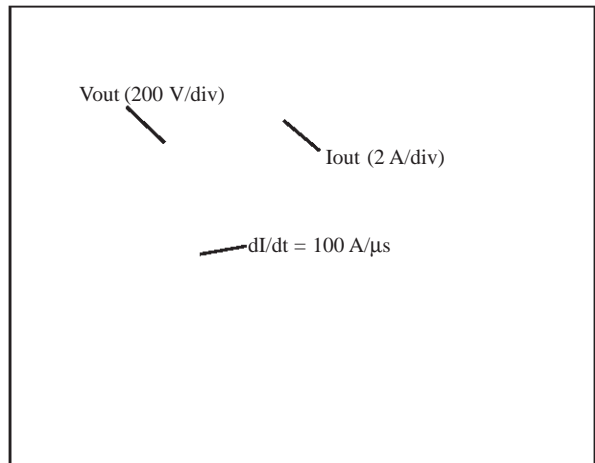 Vout (200 V/div)
Iout (2 A/div)
dI/dt = 100 A/μs